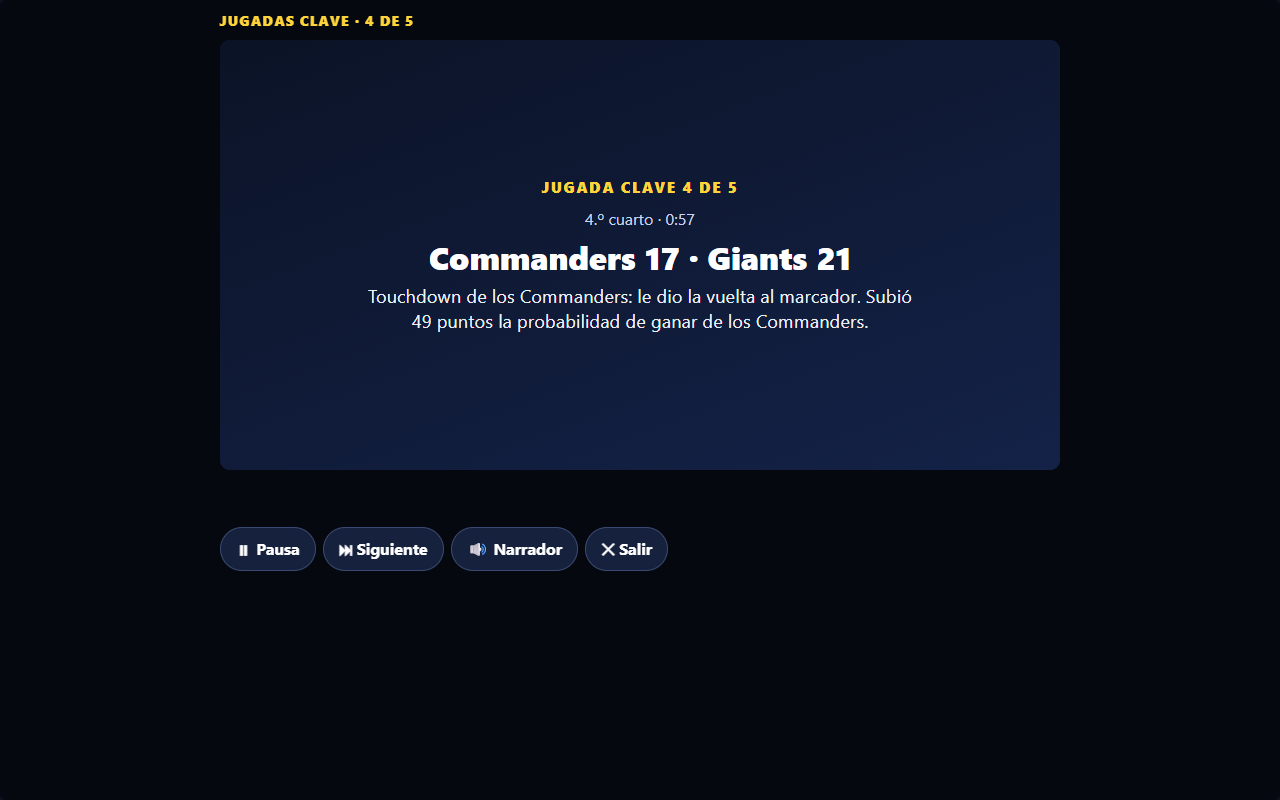 JUGADAS CLAVE · 4 DE 5
JUGADA CLAVE 4 DE 5
4.º cuarto · 0:57
Commanders 17 · Giants 21
Touchdown de los Commanders: le dio la vuelta al marcador. Subió
49 puntos la probabilidad de ganar de los Commanders.
⏸ Pausa
⏭ Siguiente
🔊 Narrador
✕ Salir